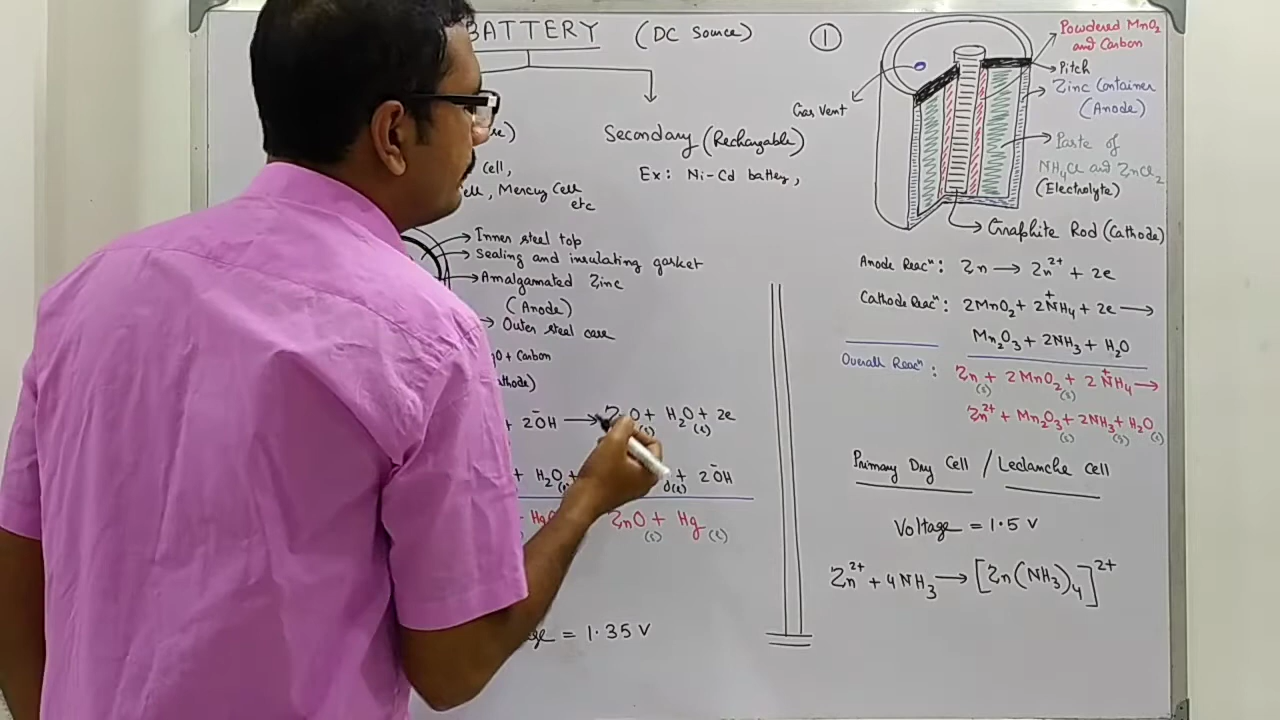 BATTERY (DC Source)
Secondary (Rechargable)
Ex: Ni-Cd battery,
cell,
Mercury Cell
etc
Inner steel top
Sealing and insulating gasket
Amalgamated Zinc
(Anode)
Outer steel case
+ Carbon
+ 2ŌH → ZnO + H₂O(l) + 2e
+ H₂O(l) + 2ŌH
HgO ZnO(s) + Hg(l)
= 1.35 V
①
Powdered MnO₂
and Carbon
Pitch
Zinc Container
(Anode)
Gas Vent
Paste of
NH₄Cl and ZnCl₂
(Electrolyte)
Graphite Rod (Cathode)
Anode Reacⁿ: Zn → Zn²⁺ + 2e
Cathode Reacⁿ: 2MnO₂ + 2NH₄⁺ + 2e →
Mn₂O₃ + 2NH₃ + H₂O
Overall Reacⁿ: Zn(s) + 2MnO₂(s) + 2NH₄⁺ →
Zn²⁺ + Mn₂O₃(s) + 2NH₃(g) + H₂O(l)
Primary Dry Cell / Leclanche Cell
Voltage = 1.5 V
Zn²⁺ + 4NH₃ → [Zn(NH₃)₄]²⁺